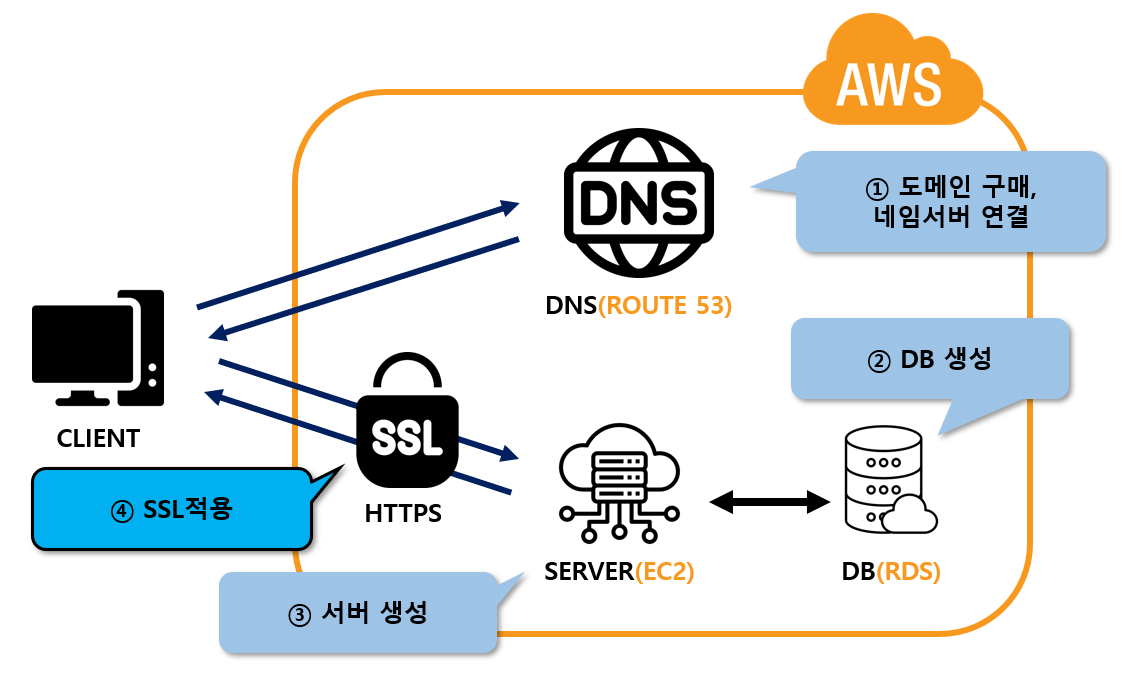 AWS
DNS
① 도메인 구매,
네임서버 연결
DNS(ROUTE 53)
② DB 생성
CLIENT
SSL
④ SSL적용
HTTPS
SERVER(EC2)
DB(RDS)
③ 서버 생성